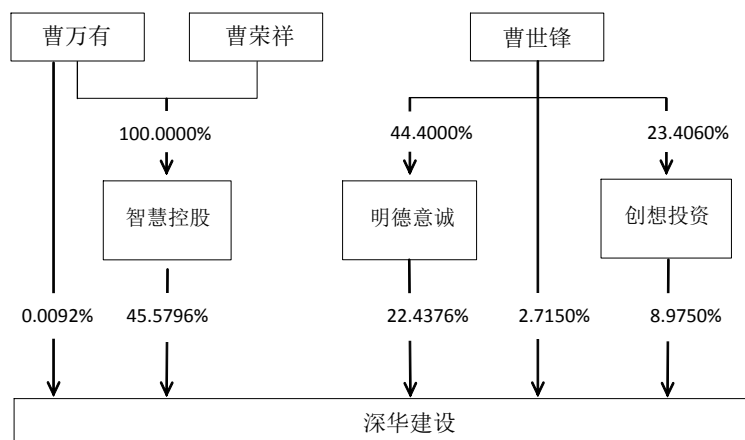 曹万有 曹荣祥 曹世锋
100.0000% 44.4000% 23.4060%
智慧控股 明德意诚 创想投资
0.0092% 45.5796% 22.4376% 2.7150% 8.9750%
深华建设